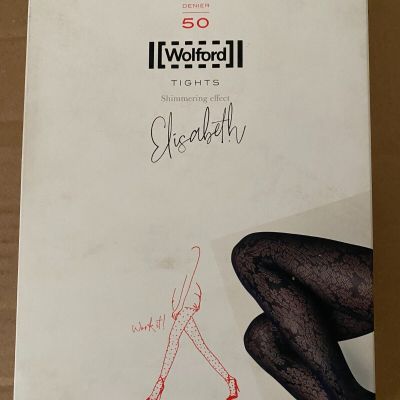 DENIER
50
Wolford
TIGHTS
Shimmering effect
Elisabeth
Work it!